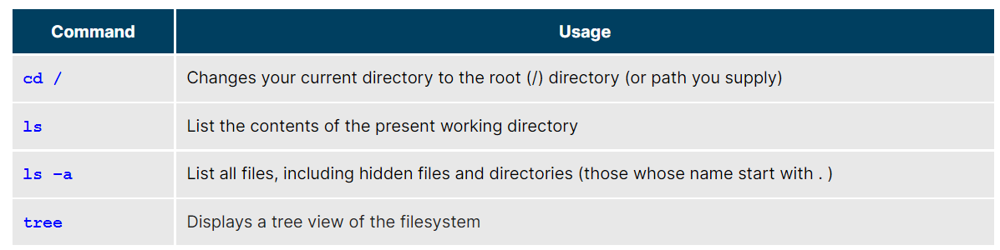 Command Usage
cd / Changes your current directory to the root (/) directory (or path you supply)
ls List the contents of the present working directory
ls -a List all files, including hidden files and directories (those whose name start with . )
tree Displays a tree view of the filesystem